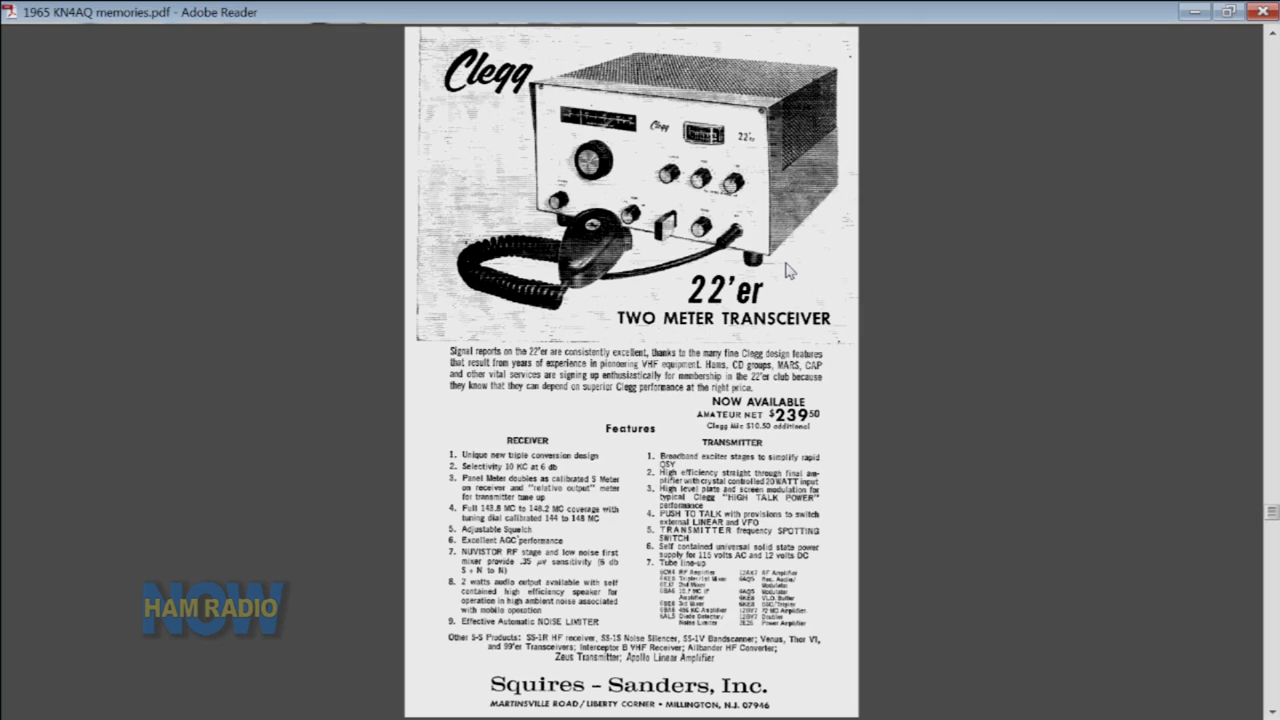 1965 KN4AQ memories.pdf - Adobe Reader
Clegg
Clegg
22'er
22'er
TWO METER TRANSCEIVER
Signal reports on the 22'er are consistently excellent, thanks to the many fine Clegg design features
that result from years of experience in pioneering VHF equipment. Hams, CD groups, MARS, CAP
and other vital services are signing up enthusiastically for membership in the 22'er club because
they know that they can depend on superior Clegg performance at the right price.
NOW AVAILABLE
AMATEUR NET $239.50
Clegg Mic $10.50 additional
Features
RECEIVER
1. Unique new triple conversion design
2. Selectivity 10 KC at 6 db
3. Panel Meter doubles as calibrated S Meter
on receiver and "relative output" meter
for transmitter tune up
4. Full 143.8 MC to 148.2 MC coverage with
tuning dial calibrated 144 to 148 MC
5. Adjustable Squelch
6. Excellent AGC performance
7. NUVISTOR RF stage and low noise first
mixer provide .35 µv sensitivity (6 db
S + N to N)
8. 2 watts audio output available with self
contained high efficiency speaker for
operation in high ambient noise associated
with mobile operation
9. Effective Automatic NOISE LIMITER
TRANSMITTER
1. Broadband exciter stages to simplify rapid
QSY
2. High efficiency straight through final am-
plifier with crystal controlled 20 WATT input
3. High level plate and screen modulation for
typical Clegg "HIGH TALK POWER"
performance
4. PUSH TO TALK with provisions to switch
external LINEAR and VFO
5. TRANSMITTER frequency SPOTTING
SWITCH
6. Self contained universal solid state power
supply for 115 volts AC and 12 volts DC
7. Tube line-up
RF Amplifier
2nd Mixer
Amplifier
3rd Mixer
Noise Limiter
Modulator
Modulator
Doubler
Power Amplifier
Other S-S Products: SS-1R HF receiver, SS-1S Noise Silencer, SS-1V Bandscanner; Venus, Thor VI,
and 99'er Transceivers; Interceptor B VHF Receiver; Allbander HF Converter;
Zeus Transmitter; Apollo Linear Amplifier
Squires - Sanders, Inc.
MARTINSVILLE ROAD/LIBERTY CORNER • MILLINGTON, N.J. 07946
HAM RADIO
NOW